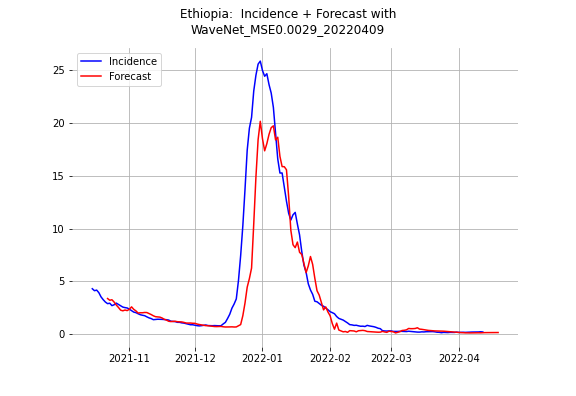 Ethiopia:  Incidence + Forecast with
WaveNet_MSE0.0029_20220409
Incidence
Forecast
25
20
15
10
5
0
2021-11 2021-12 2022-01 2022-02 2022-03 2022-04